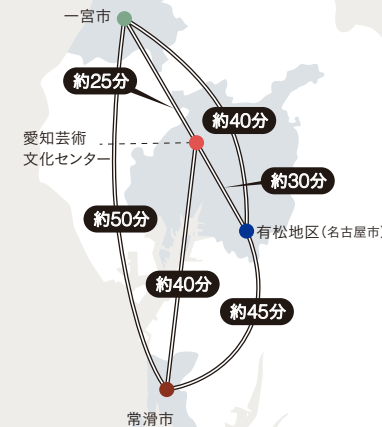 一宮市
約25分
約40分
愛知芸術
文化センター
約30分
約50分
有松地区(名古屋市)
約40分
約45分
常滑市